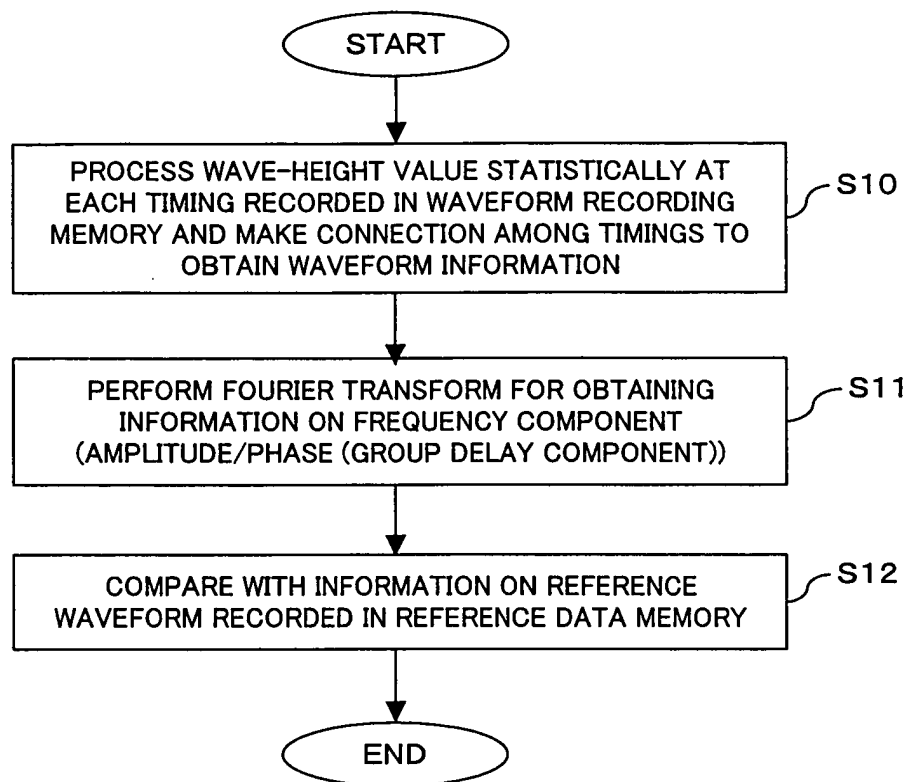 START
PROCESS WAVE-HEIGHT VALUE STATISTICALLY AT
EACH TIMING RECORDED IN WAVEFORM RECORDING
MEMORY AND MAKE CONNECTION AMONG TIMINGS TO
OBTAIN WAVEFORM INFORMATION
S10
PERFORM FOURIER TRANSFORM FOR OBTAINING
INFORMATION ON FREQUENCY COMPONENT
(AMPLITUDE/PHASE (GROUP DELAY COMPONENT))
S11
COMPARE WITH INFORMATION ON REFERENCE
WAVEFORM RECORDED IN REFERENCE DATA MEMORY
S12
END